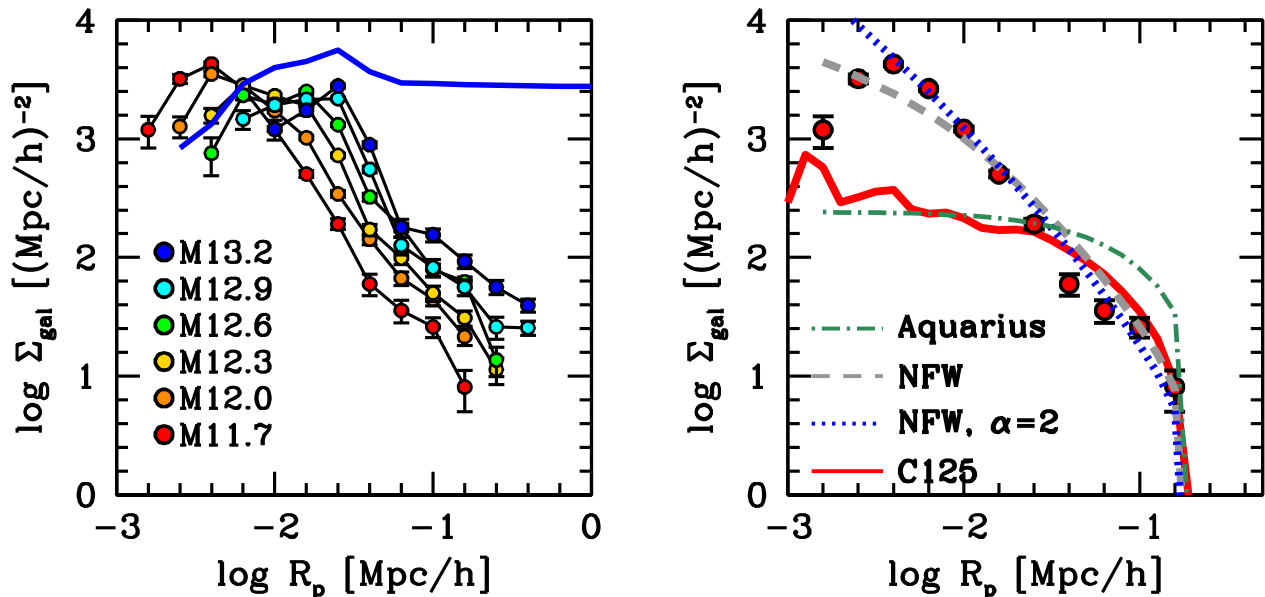 4
3
2
1
0
log Σgal [(Mpc/h)⁻²]
M13.2
M12.9
M12.6
M12.3
M12.0
M11.7
−3 −2 −1 0
log Rp [Mpc/h]
4
3
2
1
0
log Σgal [(Mpc/h)⁻²]
Aquarius
NFW
NFW, α=2
C125
−3 −2 −1
log Rp [Mpc/h]